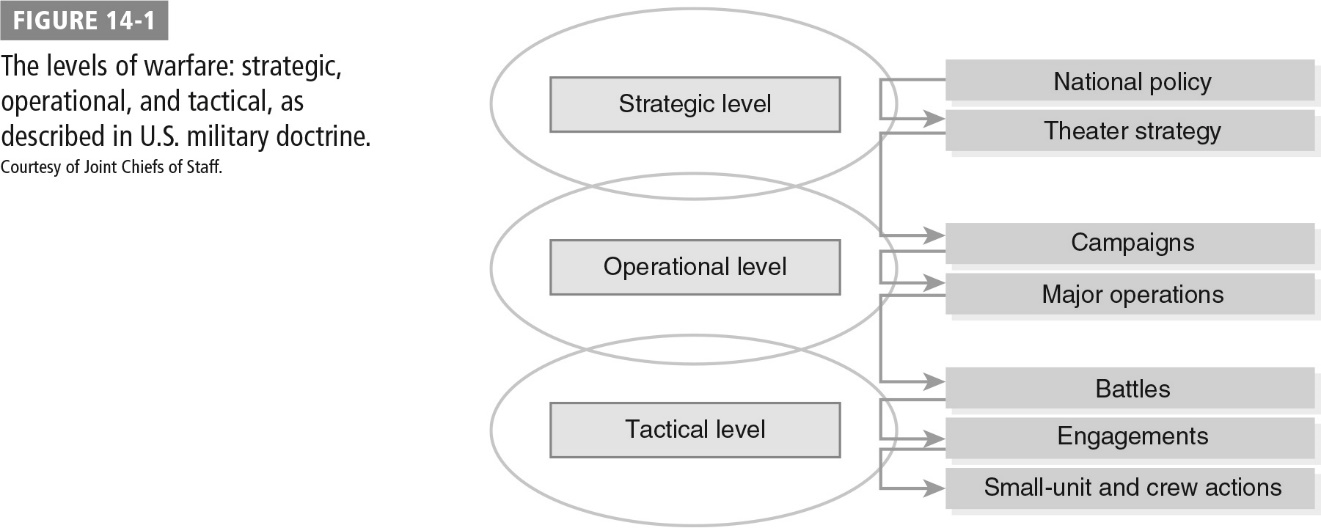 FIGURE 14-1
The levels of warfare: strategic,
operational, and tactical, as
described in U.S. military doctrine.
Courtesy of Joint Chiefs of Staff.
Strategic level
National policy
Theater strategy
Operational level
Campaigns
Major operations
Tactical level
Battles
Engagements
Small-unit and crew actions